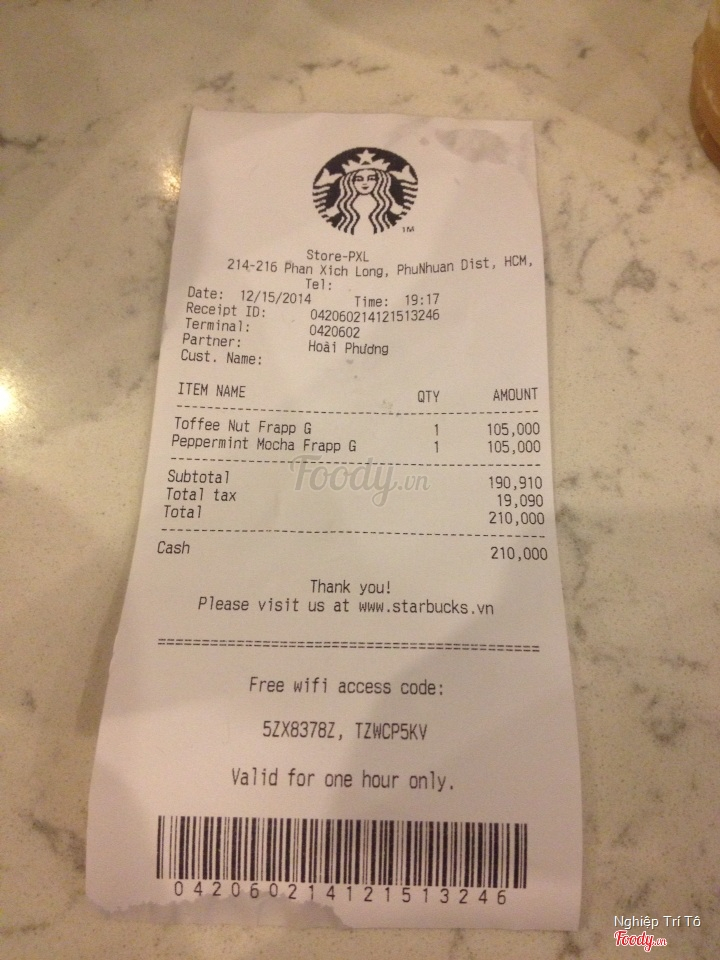 TM
Store-PXL
214-216 Phan Xich Long, PhuNhuan Dist, HCM,
Tel:
Date: 12/15/2014 Time: 19:17
Receipt ID: 042060214121513246
Terminal: 0420602
Partner: Hoài Phương
Cust. Name:
ITEM NAME QTY AMOUNT
Toffee Nut Frapp G 1 105,000
Peppermint Mocha Frapp G 1 105,000
Subtotal 190,910
Total tax 19,090
Total 210,000
Foody.vn
Cash 210,000
Thank you!
Please visit us at www.starbucks.vn
Free wifi access code:
5ZX8378Z, TZWCP5KV
Valid for one hour only.
042060214121513246
Nghiệp Trí Tô
Foody.vn